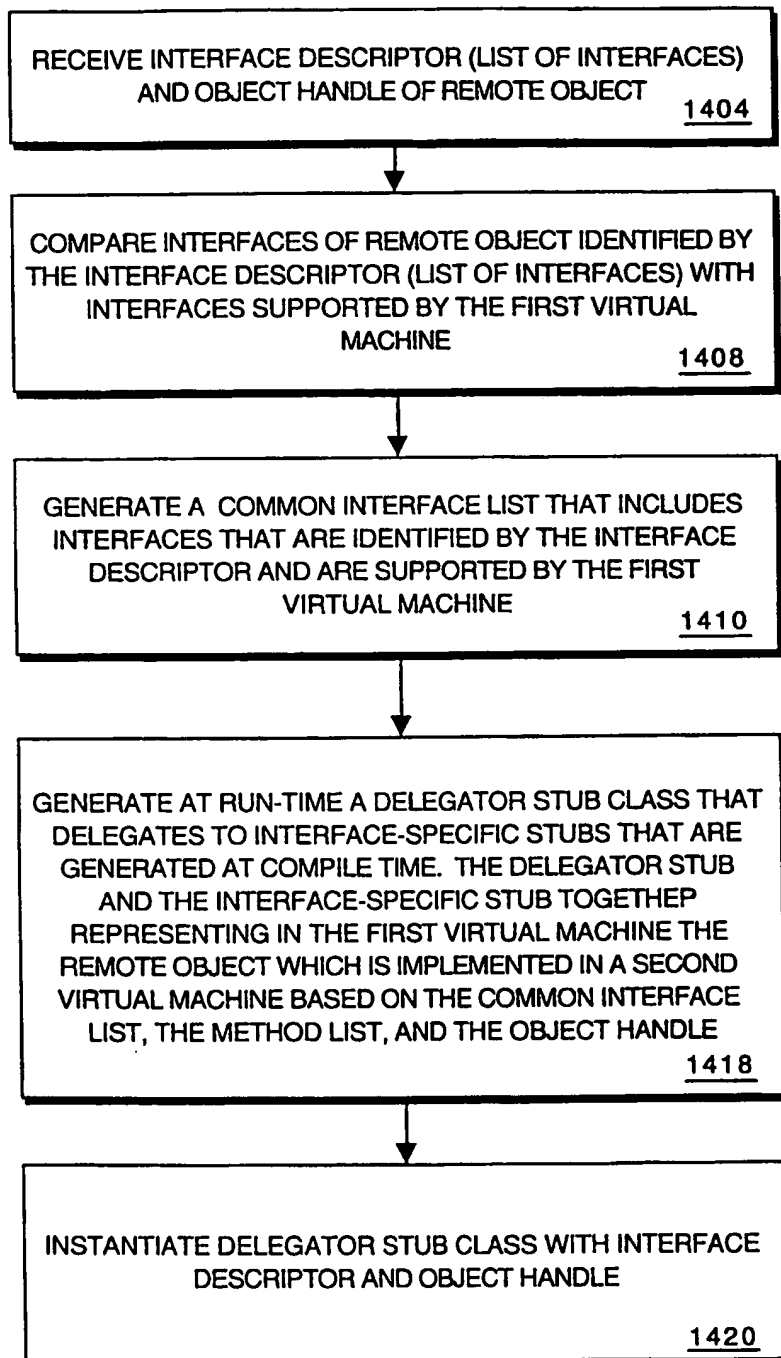 RECEIVE INTERFACE DESCRIPTOR (LIST OF INTERFACES)
AND OBJECT HANDLE OF REMOTE OBJECT
1404
COMPARE INTERFACES OF REMOTE OBJECT IDENTIFIED BY
THE INTERFACE DESCRIPTOR (LIST OF INTERFACES) WITH
INTERFACES SUPPORTED BY THE FIRST VIRTUAL
MACHINE
1408
GENERATE A COMMON INTERFACE LIST THAT INCLUDES
INTERFACES THAT ARE IDENTIFIED BY THE INTERFACE
DESCRIPTOR AND ARE SUPPORTED BY THE FIRST
VIRTUAL MACHINE
1410
GENERATE AT RUN-TIME A DELEGATOR STUB CLASS THAT
DELEGATES TO INTERFACE-SPECIFIC STUBS THAT ARE
GENERATED AT COMPILE TIME. THE DELEGATOR STUB
AND THE INTERFACE-SPECIFIC STUB TOGETHEP
REPRESENTING IN THE FIRST VIRTUAL MACHINE THE
REMOTE OBJECT WHICH IS IMPLEMENTED IN A SECOND
VIRTUAL MACHINE BASED ON THE COMMON INTERFACE
LIST, THE METHOD LIST, AND THE OBJECT HANDLE
1418
INSTANTIATE DELEGATOR STUB CLASS WITH INTERFACE
DESCRIPTOR AND OBJECT HANDLE
1420